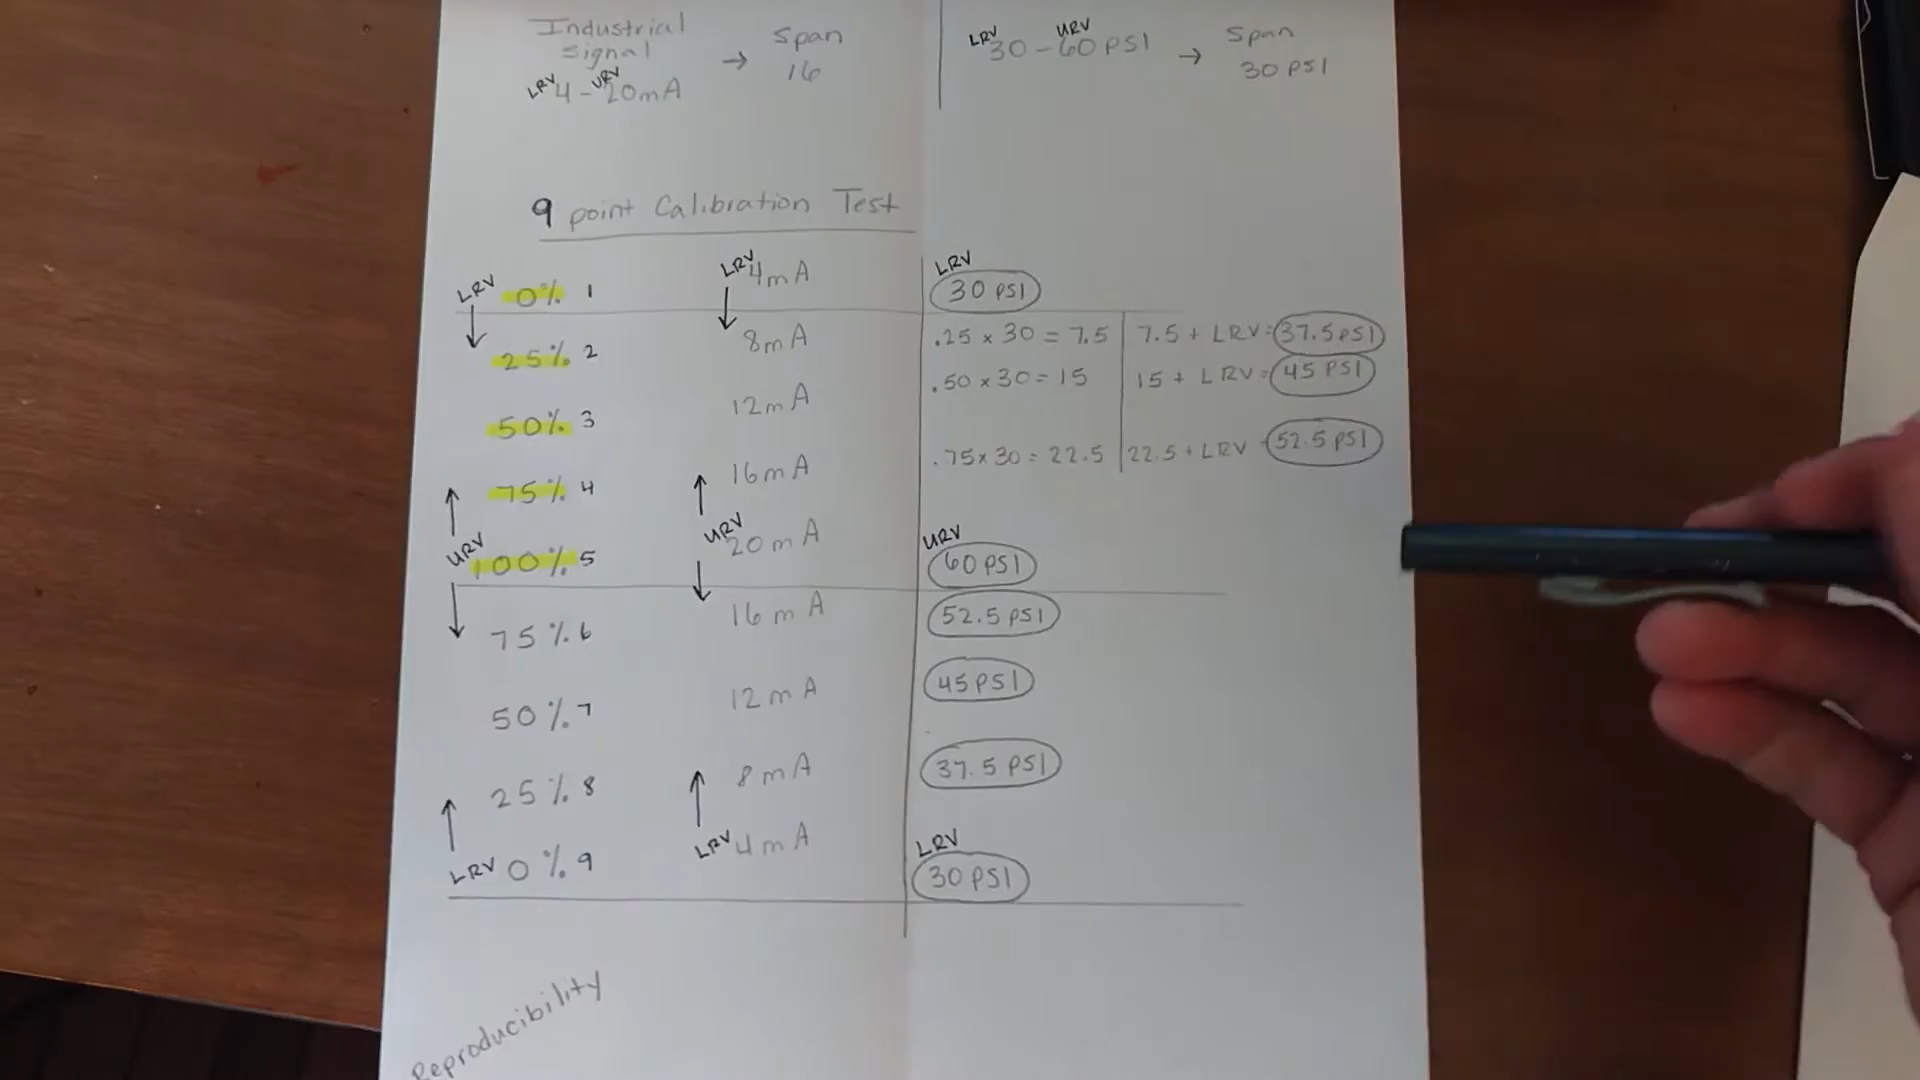 Industrial
Signal
→
Span
16
LRV 4 - URV 20mA
LRV 30 - URV 60 PSI
→
Span
30 PSI
9 point Calibration Test
LRV 0% 1
LRV 4mA
LRV
30 PSI
25% 2
8mA
.25 x 30 = 7.5
7.5 + LRV = 37.5 PSI
50% 3
12mA
.50 x 30 = 15
15 + LRV = 45 PSI
75% 4
16mA
.75 x 30 = 22.5
22.5 + LRV - 52.5 PSI
URV 100% 5
URV 20mA
URV
60 PSI
75% 6
16mA
52.5 PSI
50% 7
12mA
45 PSI
25% 8
8mA
37.5 PSI
LRV 0% 9
LRV 4mA
LRV
30 PSI
Reproducibility